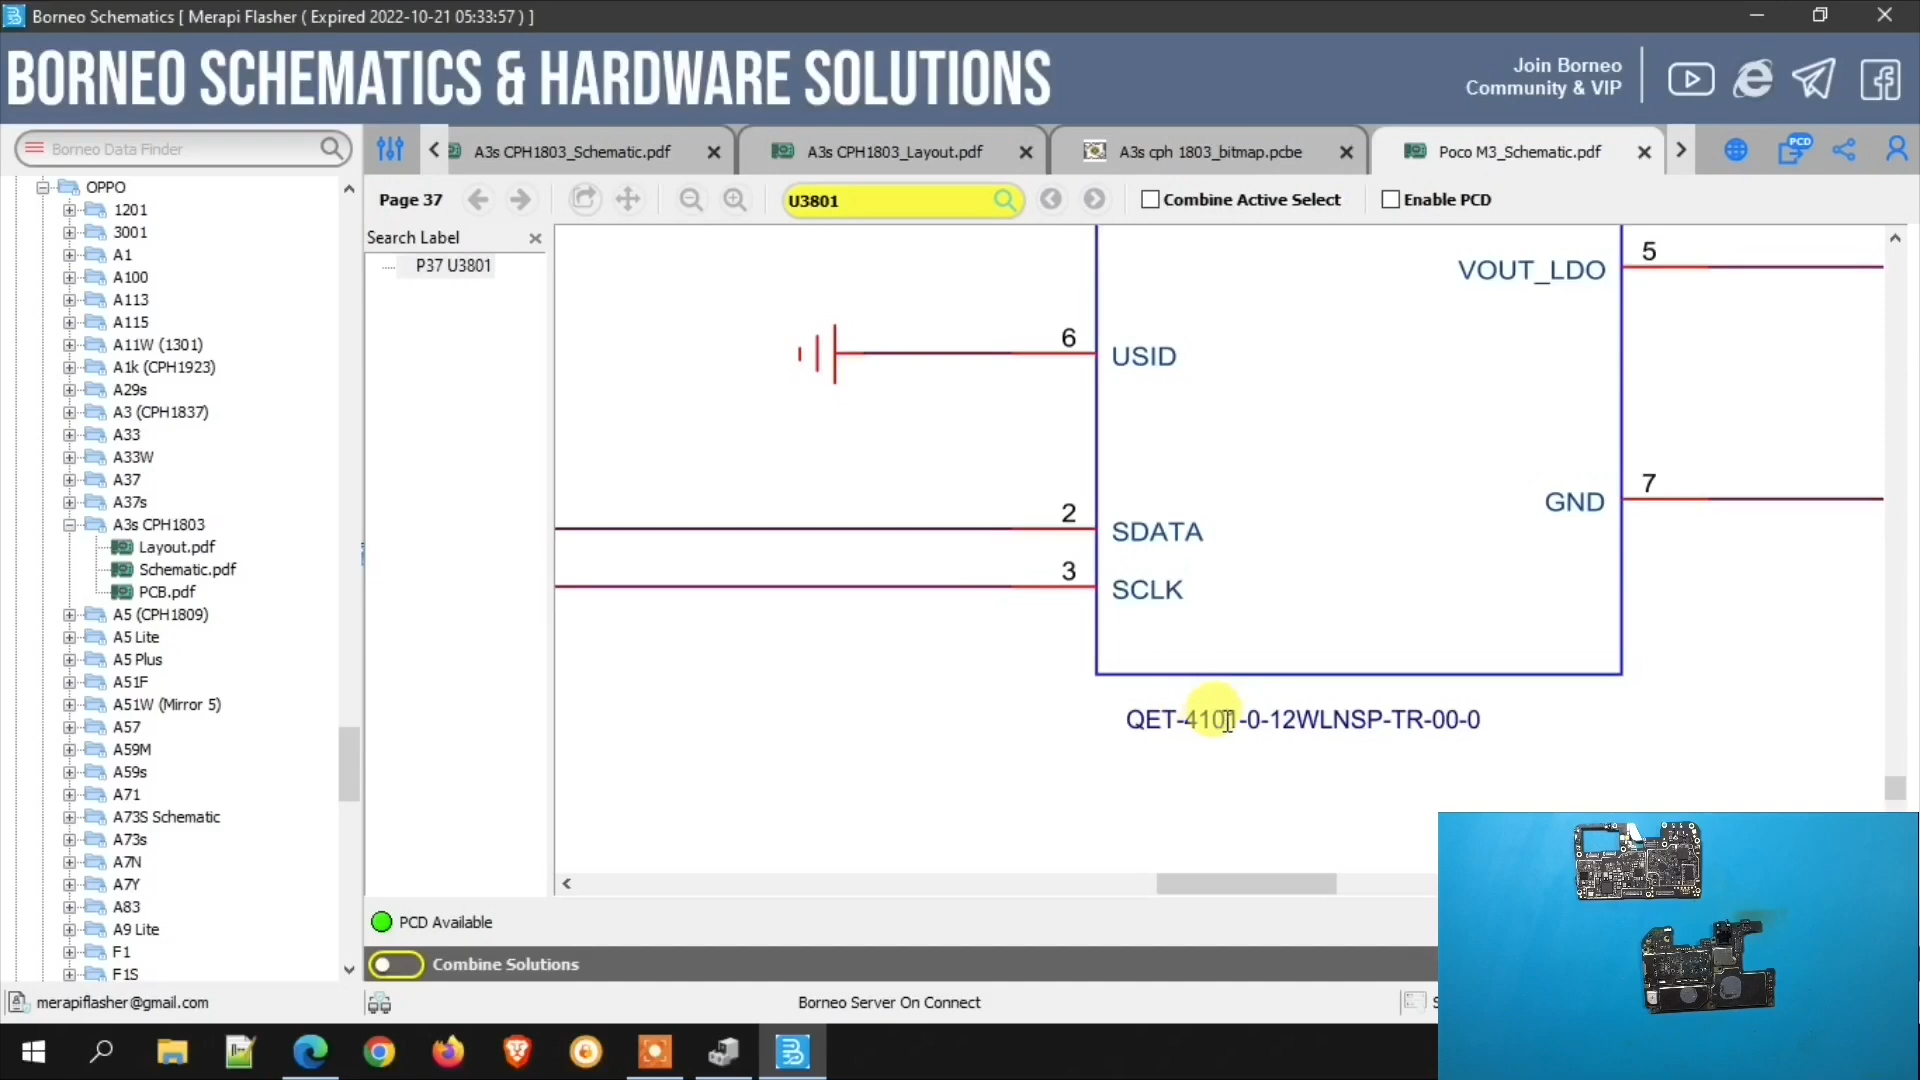 Borneo Schematics [ Merapi Flasher ( Expired 2022-10-21 05:33:57 ) ]
BORNEO SCHEMATICS & HARDWARE SOLUTIONS
Join Borneo
Community & VIP
Borneo Data Finder
A3s CPH1803_Schematic.pdf
A3s CPH1803_Layout.pdf
A3s cph 1803_bitmap.pcbe
Poco M3_Schematic.pdf
PCD
Page 37
U3801
Combine Active Select
Enable PCD
Search Label
P37 U3801
OPPO
1201
3001
A1
A100
A113
A115
A11W (1301)
A1k (CPH1923)
A29s
A3 (CPH1837)
A33
A33W
A37
A37s
A3s CPH1803
Layout.pdf
Schematic.pdf
PCB.pdf
A5 (CPH1809)
A5 Lite
A5 Plus
A51F
A51W (Mirror 5)
A57
A59M
A59s
A71
A73S Schematic
A73s
A7N
A7Y
A83
A9 Lite
F1
F1S
5
VOUT_LDO
6
USID
7
GND
2
SDATA
3
SCLK
QET-4101-0-12WLNSP-TR-00-0
PCD Available
Combine Solutions
merapiflasher@gmail.com
Borneo Server On Connect
S